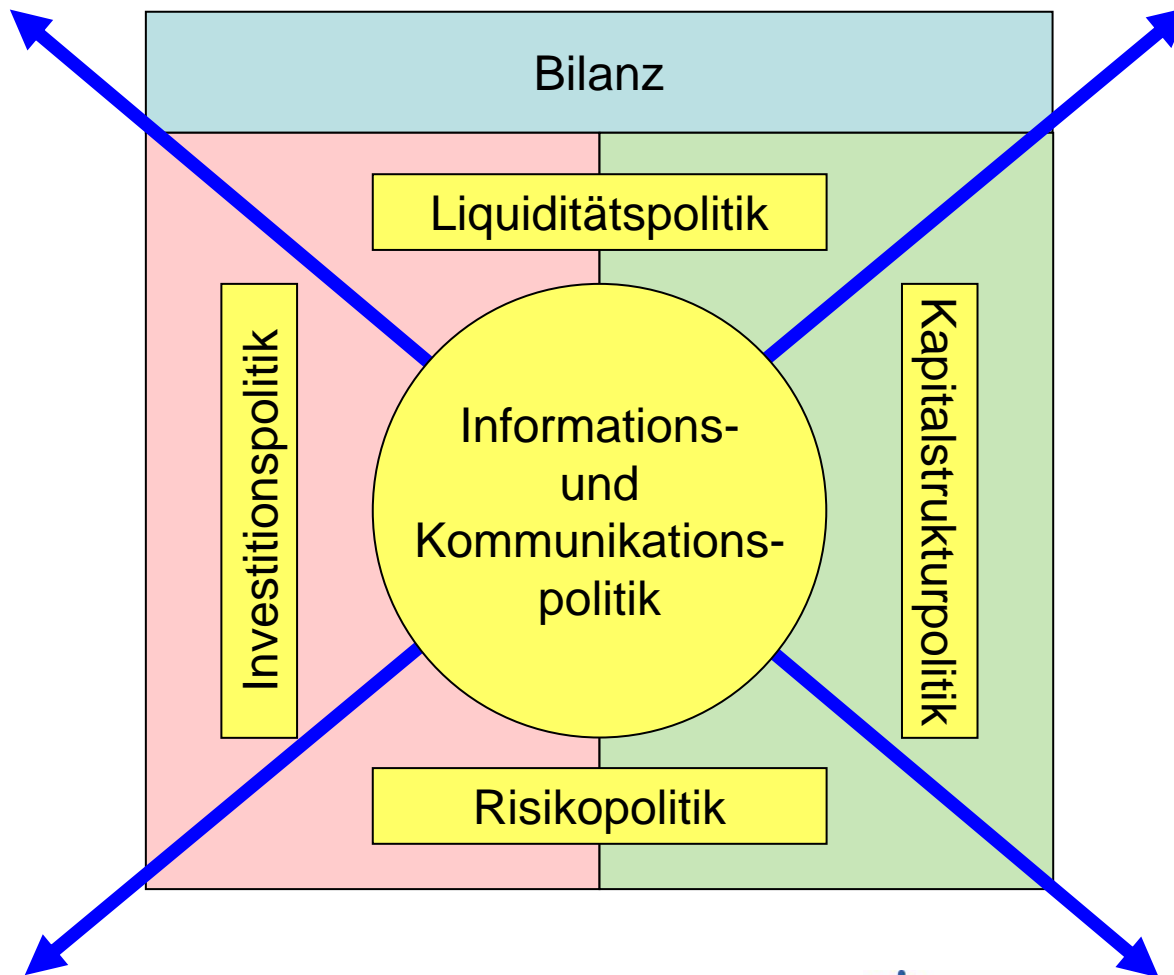 Bilanz
Liquiditätspolitik
Investitionspolitik
Informations-
und
Kommunikations-
politik
Kapitalstrukturpolitik
Risikopolitik